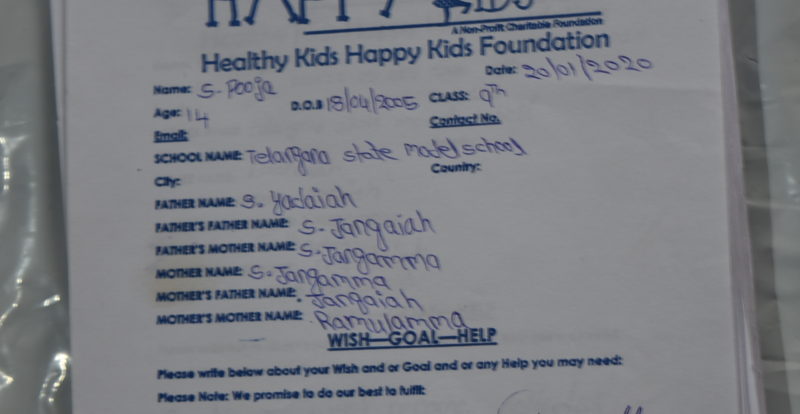 HAPPY KIDS
A Non-Profit Charitable Foundation
Healthy Kids Happy Kids Foundation
Name: S. Pooja Date: 20/01/2020
Age: 14 D.O.B 18/04/2005 CLASS: 9th
Email: Contact No.
SCHOOL NAME: Telangana state model school
City: Country:
FATHER NAME: S. Yadaiah
FATHER'S FATHER NAME: S. Jangaiah
FATHER'S MOTHER NAME: S. Jangamma
MOTHER NAME: S. Jangamma
MOTHER'S FATHER NAME: Jangaiah
MOTHER'S MOTHER NAME: Ramulamma
WISH—GOAL—HELP
Please write below about your Wish and or Goal and or any Help you may need:
Please Note: We promise to do our best to fulfil: